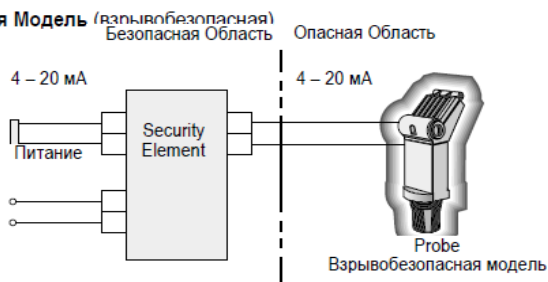 я Модель (взрывобезопасная)
Безопасная Область Опасная Область
4 – 20 мА 4 – 20 мА
Питание
Security
Element
Probe
Взрывобезопасная модель